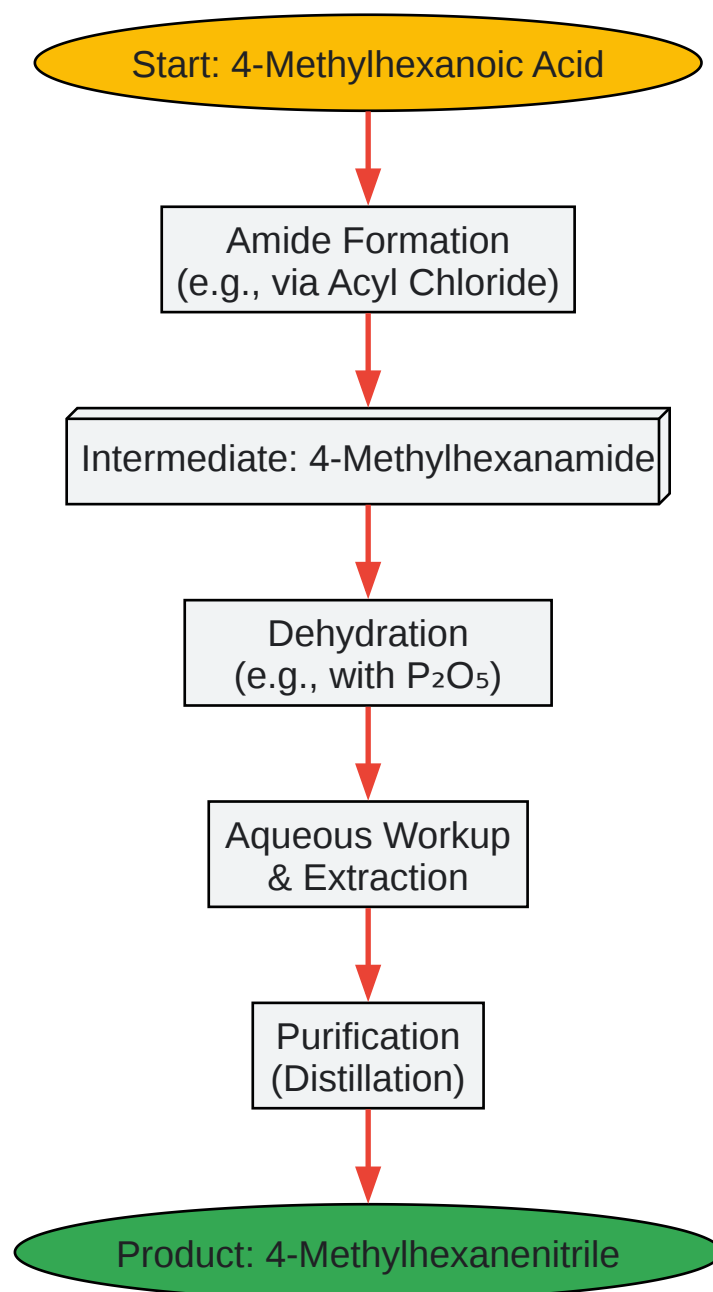 Start: 4-Methylhexanoic Acid
Amide Formation
(e.g., via Acyl Chloride)
Intermediate: 4-Methylhexanamide
Dehydration
(e.g., with P₂O₅)
Aqueous Workup
& Extraction
Purification
(Distillation)
Product: 4-Methylhexanenitrile